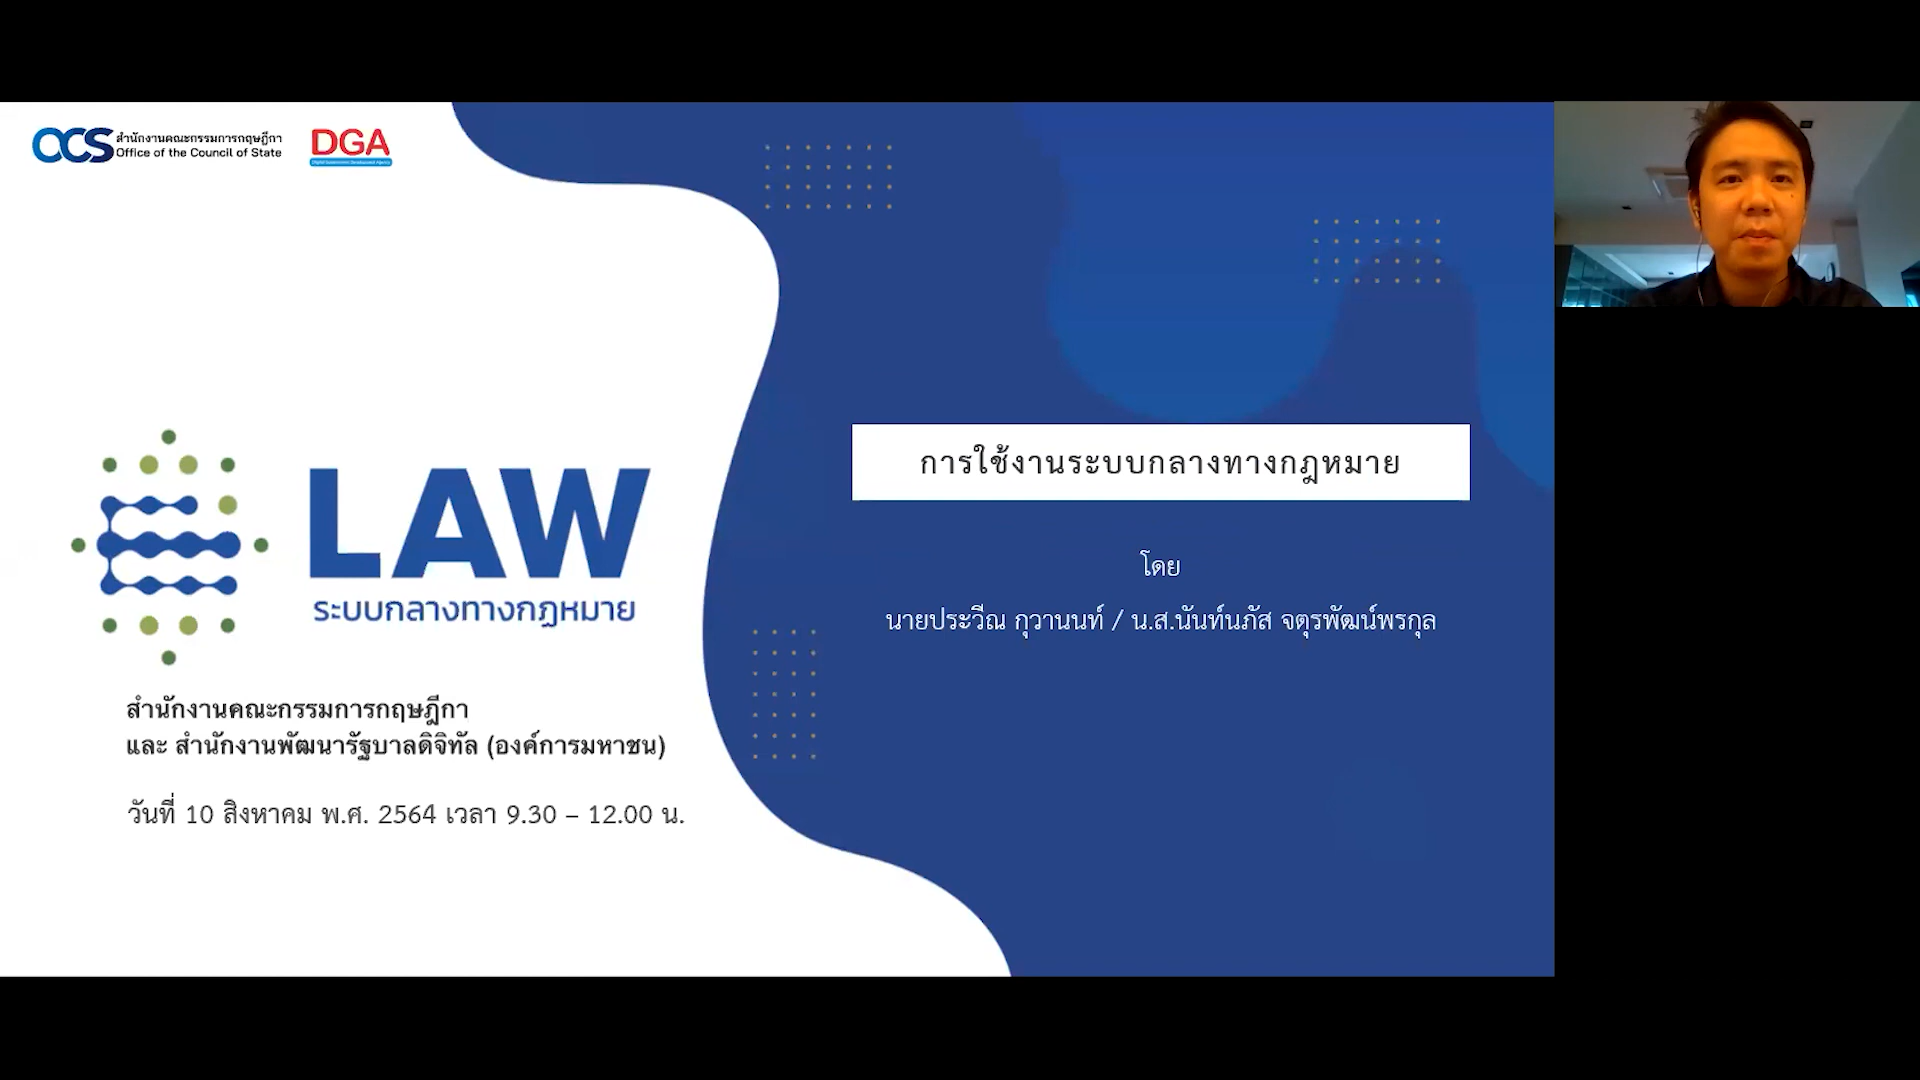 OCS สำนักงานคณะกรรมการกฤษฎีกา
Office of the Council of State
DGA
Digital Government Development Agency
LAW
ระบบกลางทางกฎหมาย
สำนักงานคณะกรรมการกฤษฎีกา
และ สำนักงานพัฒนารัฐบาลดิจิทัล (องค์การมหาชน)
วันที่ 10 สิงหาคม พ.ศ. 2564 เวลา 9.30 – 12.00 น.
การใช้งานระบบกลางทางกฎหมาย
โดย
นายประวีณ กุวานนท์ / น.ส.นันท์นภัส จตุรพัฒน์พรกุล